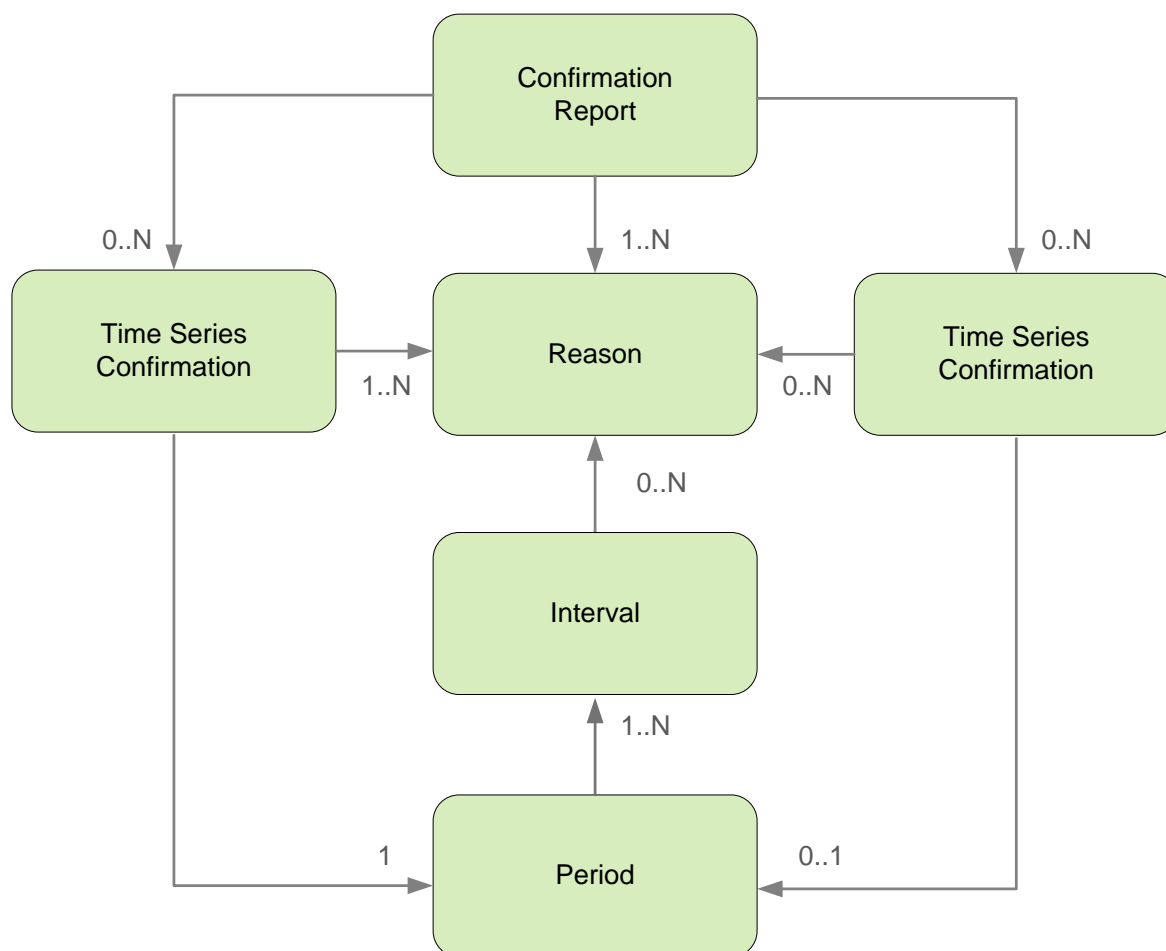 Confirmation
Report
0..N
1..N
0..N
Time Series
Confirmation
Reason
Time Series
Confirmation
1..N
0..N
0..N
Interval
1..N
1
0..1
Period